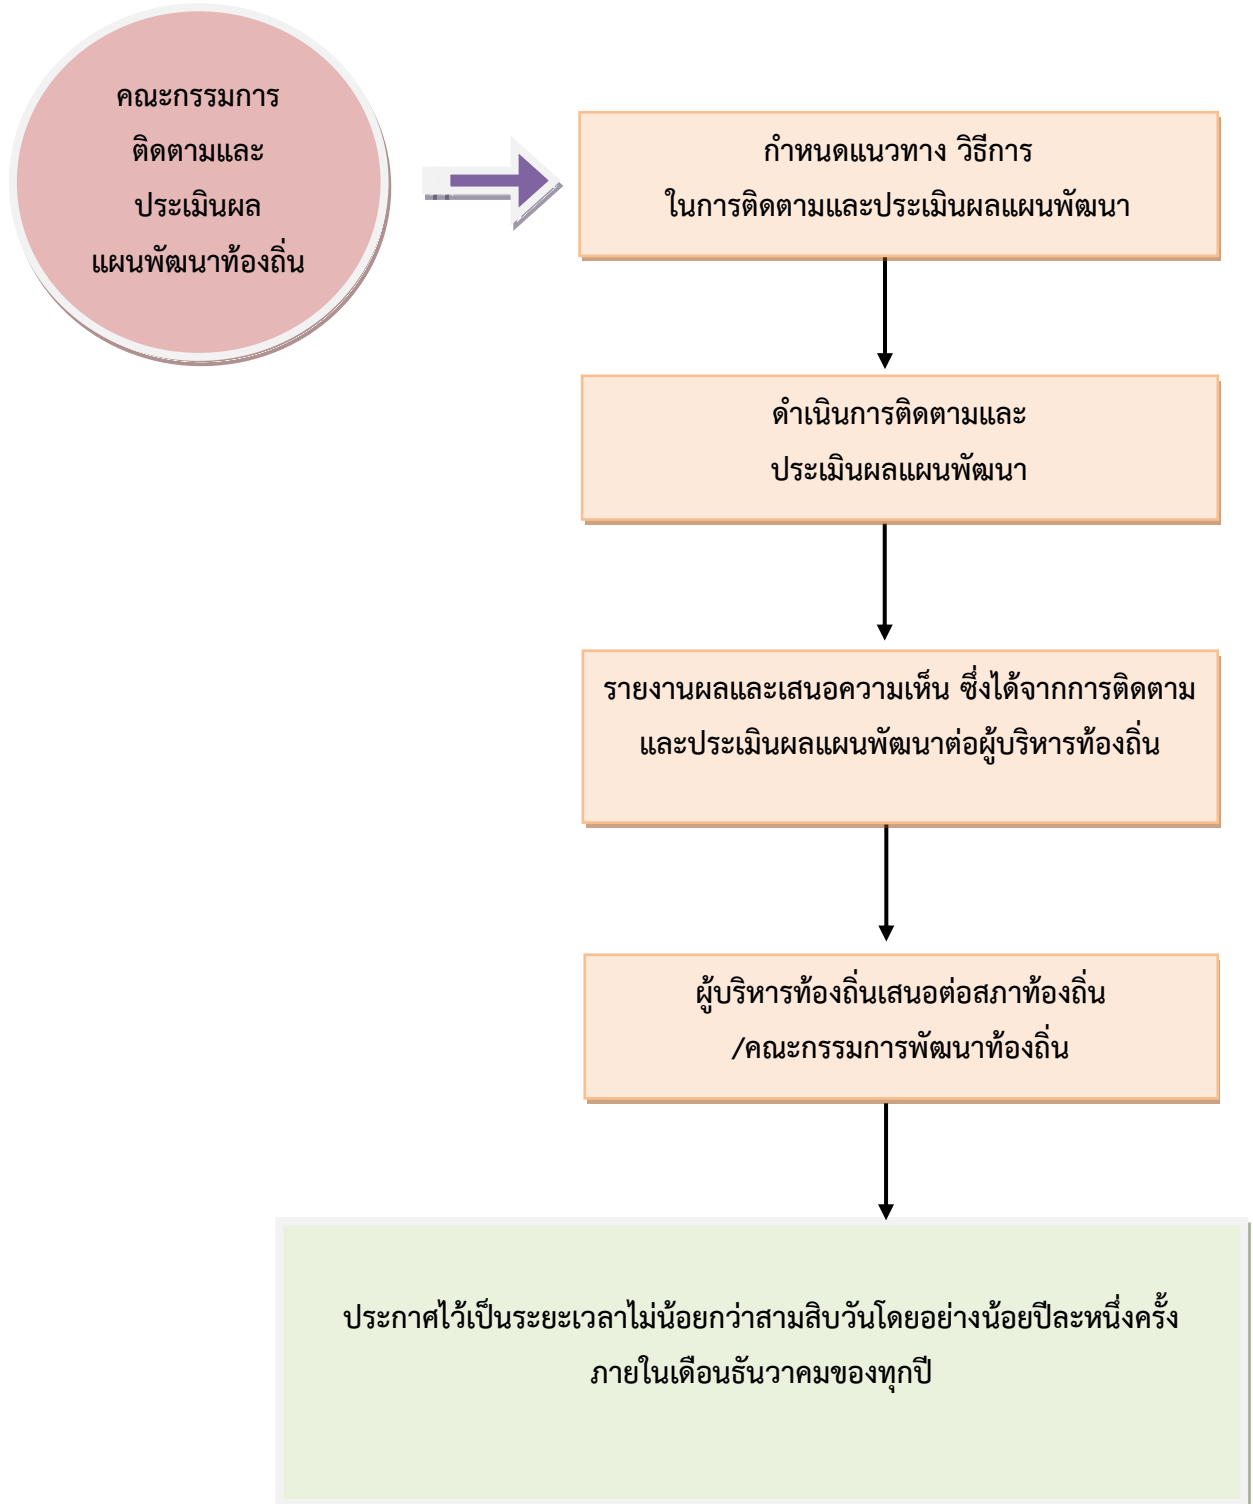 คณะกรรมการ
ติดตามและ
ประเมินผล
แผนพัฒนาท้องถิ่น
กำหนดแนวทาง วิธีการ
ในการติดตามและประเมินผลแผนพัฒนา
ดำเนินการติดตามและ
ประเมินผลแผนพัฒนา
รายงานผลและเสนอความเห็น ซึ่งได้จากการติดตาม
และประเมินผลแผนพัฒนาต่อผู้บริหารท้องถิ่น
ผู้บริหารท้องถิ่นเสนอต่อสภาท้องถิ่น
/คณะกรรมการพัฒนาท้องถิ่น
ประกาศไว้เป็นระยะเวลาไม่น้อยกว่าสามสิบวันโดยอย่างน้อยปีละหนึ่งครั้ง
ภายในเดือนธันวาคมของทุกปี